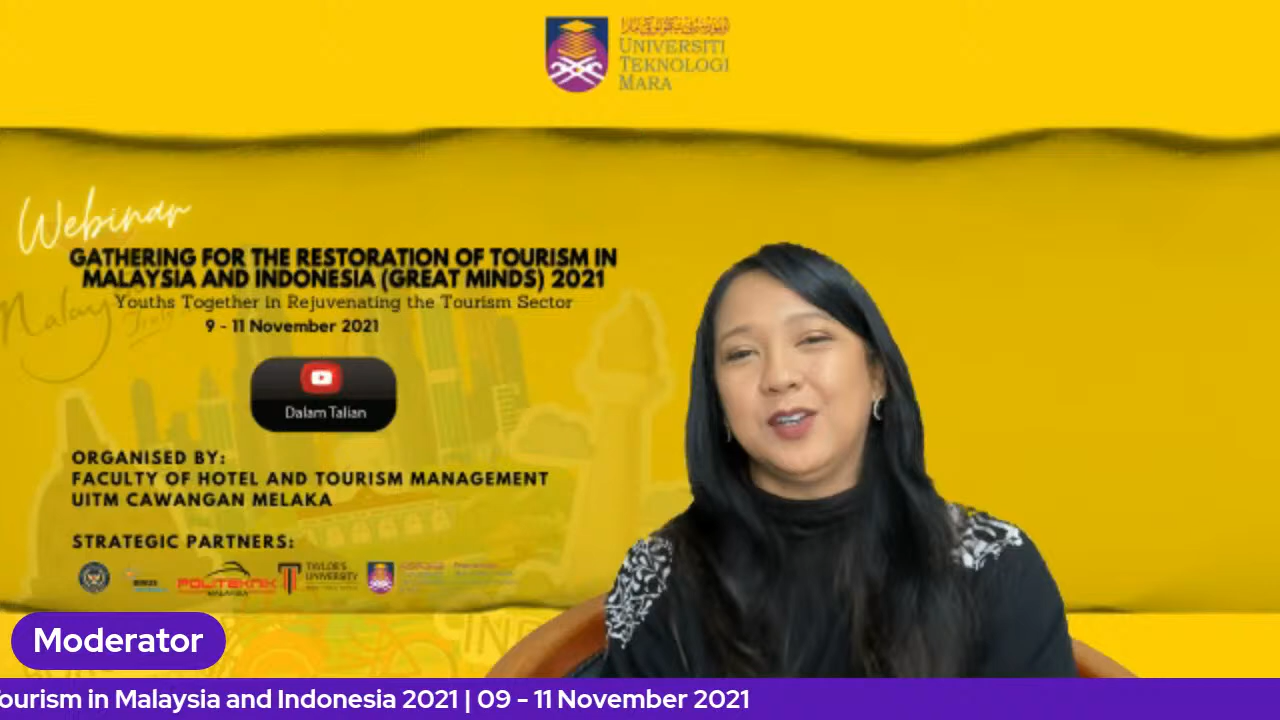 UNIVERSITI
TEKNOLOGI
MARA
Webinar
GATHERING FOR THE RESTORATION OF TOURISM IN
MALAYSIA AND INDONESIA (GREAT MINDS) 2021
Youths Together in Rejuvenating the Tourism Sector
9 - 11 November 2021
Dalam Talian
ORGANISED BY:
FACULTY OF HOTEL AND TOURISM MANAGEMENT
UITM CAWANGAN MELAKA
STRATEGIC PARTNERS:
POLITEKNIK
MALAYSIA
TAYLOR'S
UNIVERSITY
Moderator
ourism in Malaysia and Indonesia 2021 | 09 - 11 November 2021